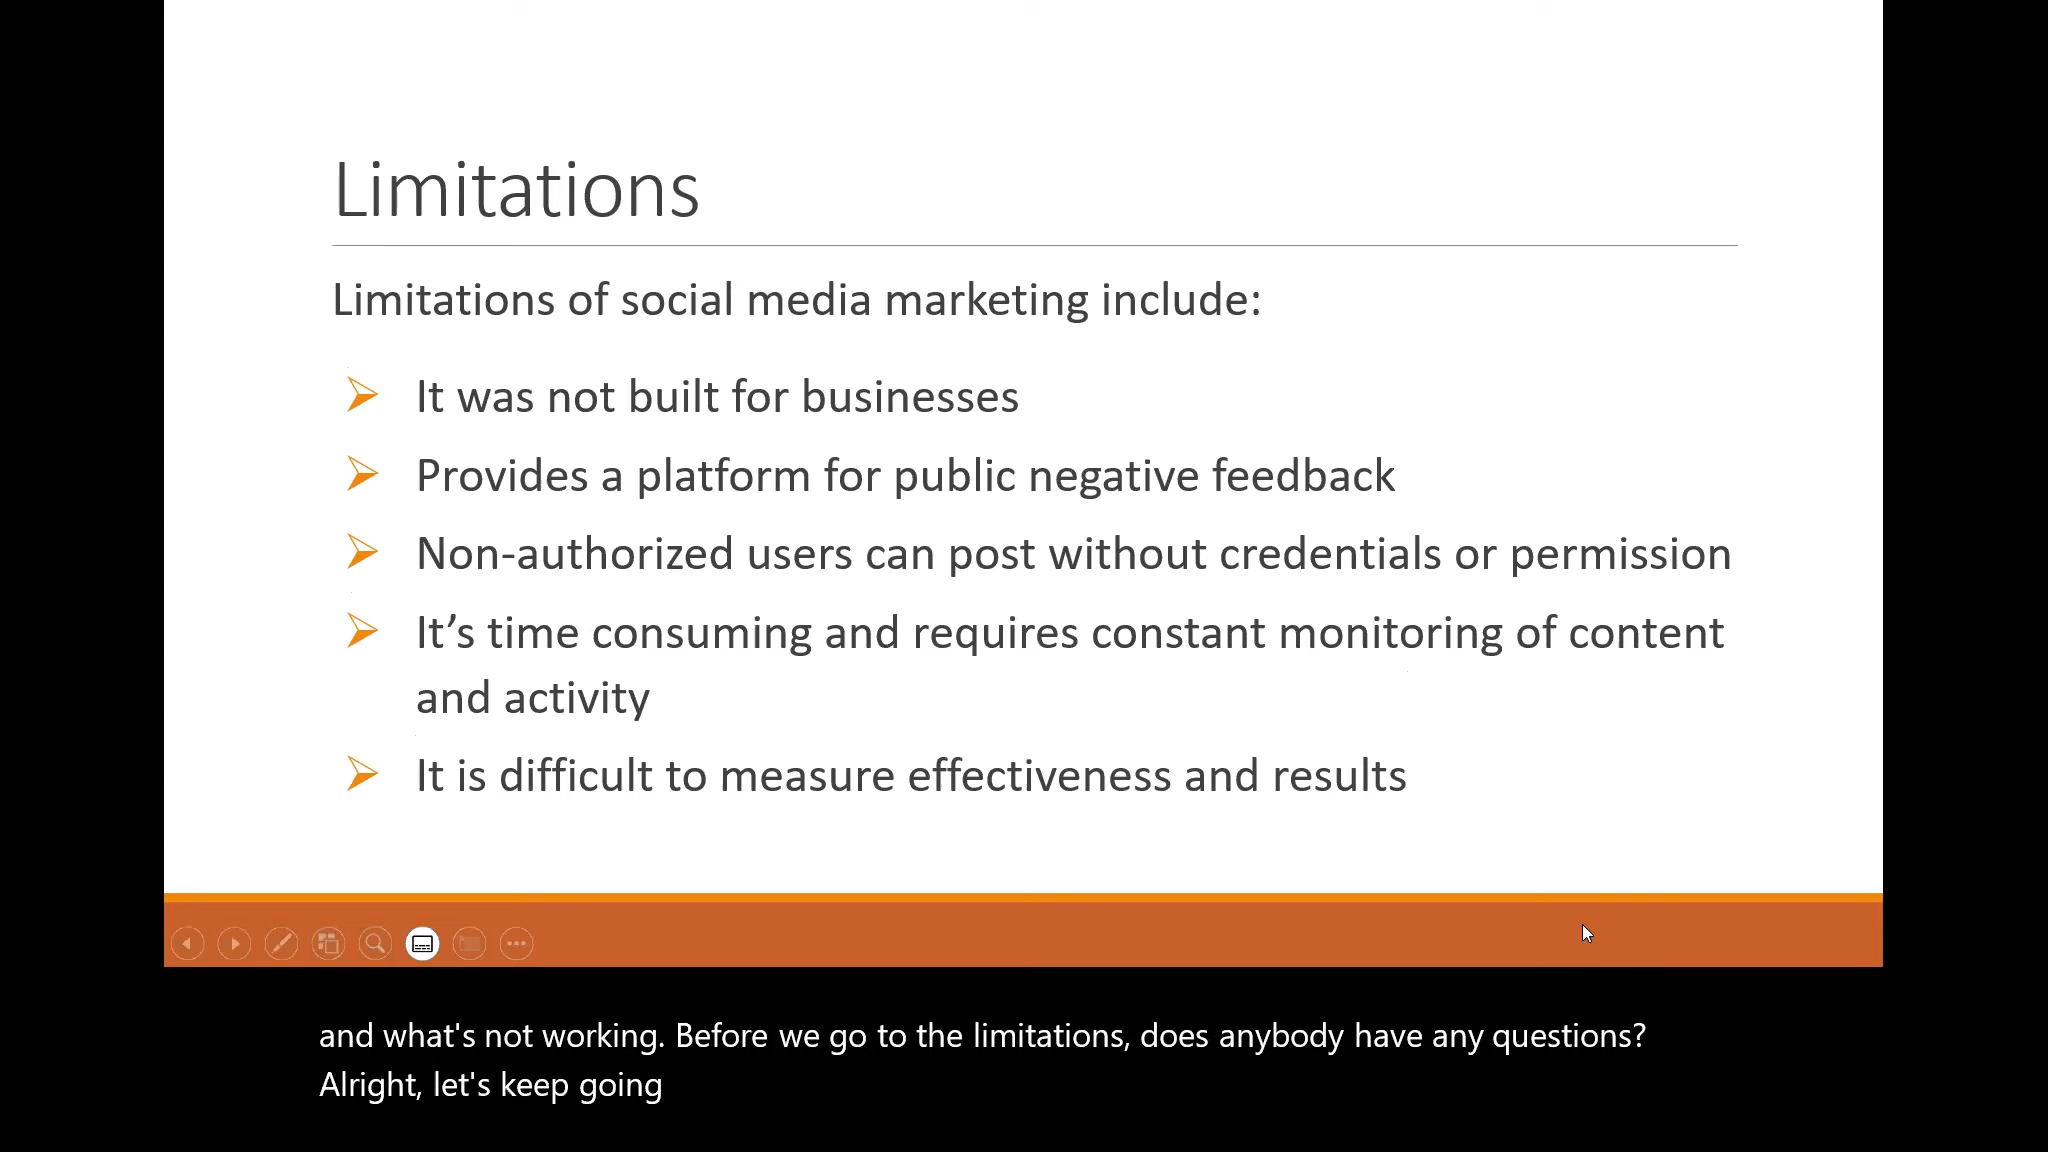 Limitations
Limitations of social media marketing include:
It was not built for businesses
Provides a platform for public negative feedback
Non-authorized users can post without credentials or permission
It’s time consuming and requires constant monitoring of content
and activity
It is difficult to measure effectiveness and results
and what's not working. Before we go to the limitations, does anybody have any questions?
Alright, let's keep going